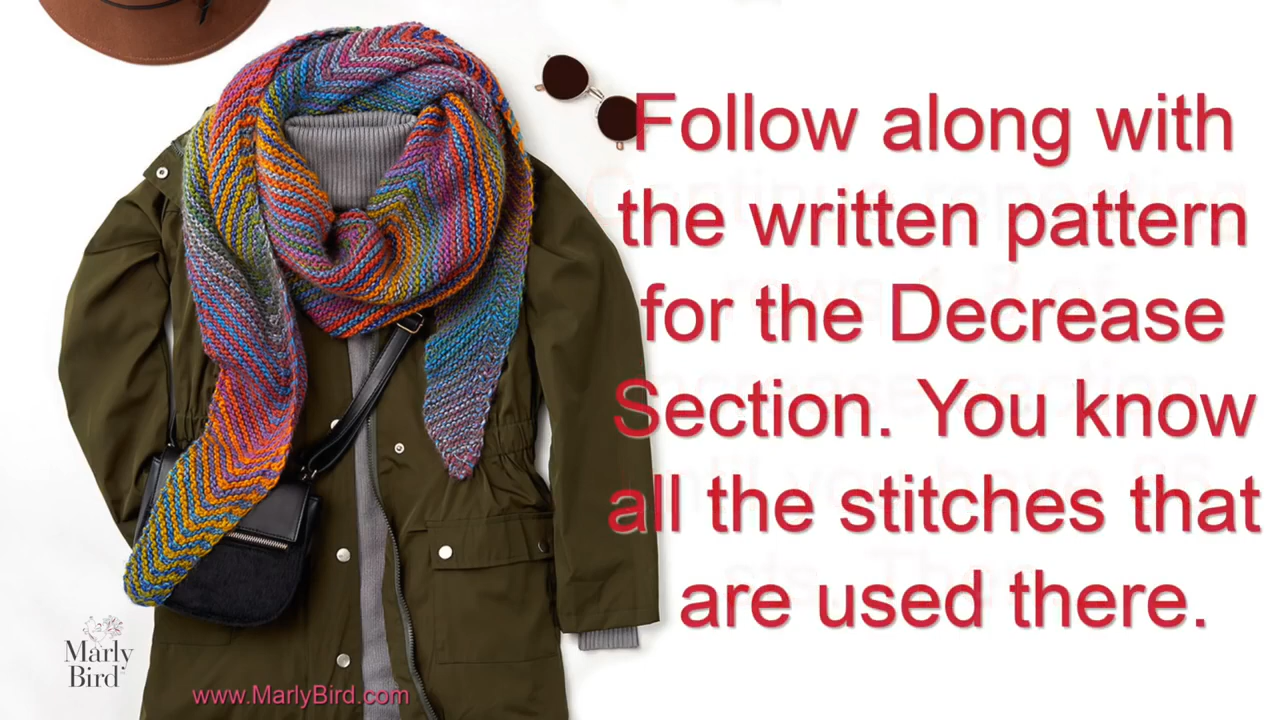 Follow along with
the written pattern
for the Decrease
Section. You know
all the stitches that
are used there.
Marly
Bird
www.MarlyBird.com